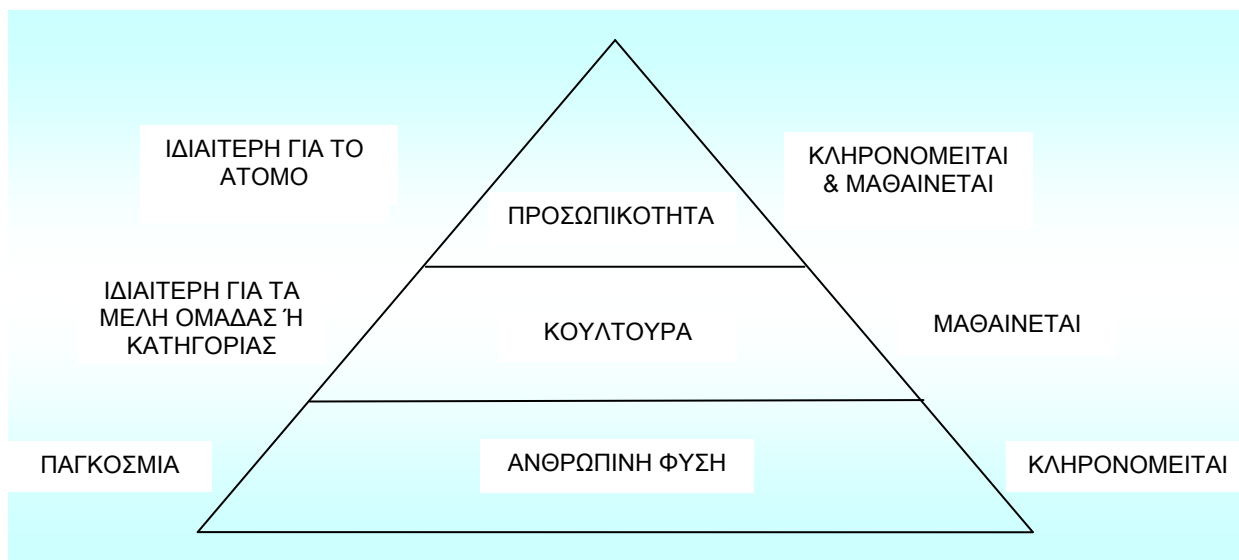 ΙΔΙΑΙΤΕΡΗ ΓΙΑ ΤΟ
ΑΤΟΜΟ
ΠΡΟΣΩΠΙΚΟΤΗΤΑ
ΚΛΗΡΟΝΟΜΕΙΤΑΙ
& ΜΑΘΑΙΝΕΤΑΙ
ΙΔΙΑΙΤΕΡΗ ΓΙΑ ΤΑ
ΜΕΛΗ ΟΜΑΔΑΣ Ή
ΚΑΤΗΓΟΡΙΑΣ
ΚΟΥΛΤΟΥΡΑ
ΜΑΘΑΙΝΕΤΑΙ
ΠΑΓΚΟΣΜΙΑ
ΑΝΘΡΩΠΙΝΗ ΦΥΣΗ
ΚΛΗΡΟΝΟΜΕΙΤΑΙ